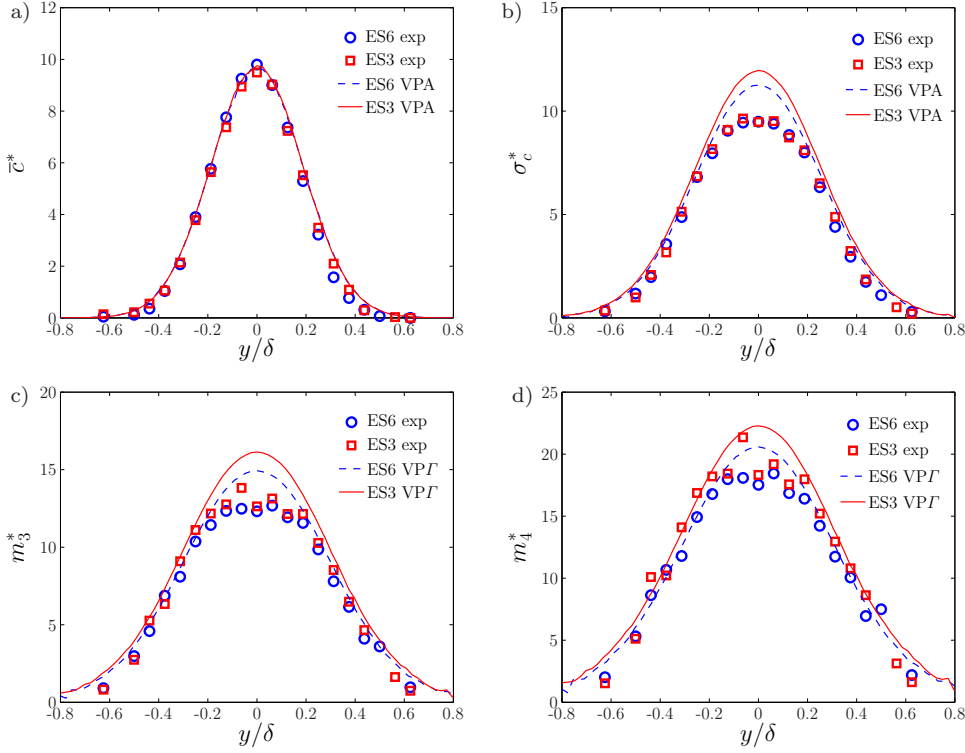 a)
12
10
8
6
4
2
0
c̄*
ES6 exp
ES3 exp
ES6 VPA
ES3 VPA
-0.8 -0.6 -0.4 -0.2 0 0.2 0.4 0.6 0.8
y/δ
b)
15
10
5
0
σ*c
ES6 exp
ES3 exp
ES6 VPA
ES3 VPA
-0.8 -0.6 -0.4 -0.2 0 0.2 0.4 0.6 0.8
y/δ
c)
20
15
10
5
0
m*3
ES6 exp
ES3 exp
ES6 VPΓ
ES3 VPΓ
-0.8 -0.6 -0.4 -0.2 0 0.2 0.4 0.6 0.8
y/δ
d)
25
20
15
10
5
0
m*4
ES6 exp
ES3 exp
ES6 VPΓ
ES3 VPΓ
-0.8 -0.6 -0.4 -0.2 0 0.2 0.4 0.6 0.8
y/δ